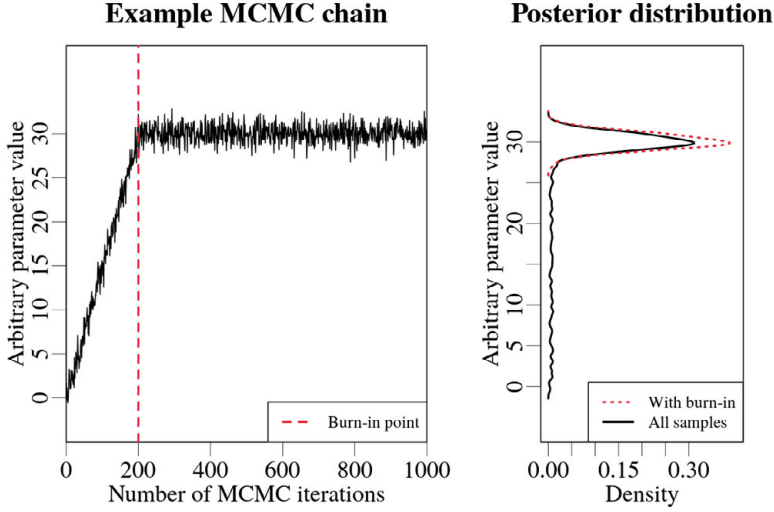 Example MCMC chain
Arbitrary parameter value
0
5
10
15
20
25
30
0 200 400 600 800 1000
Number of MCMC iterations
Burn-in point
Posterior distribution
Arbitrary parameter value
0
10
20
30
0.00 0.15 0.30
Density
With burn-in
All samples